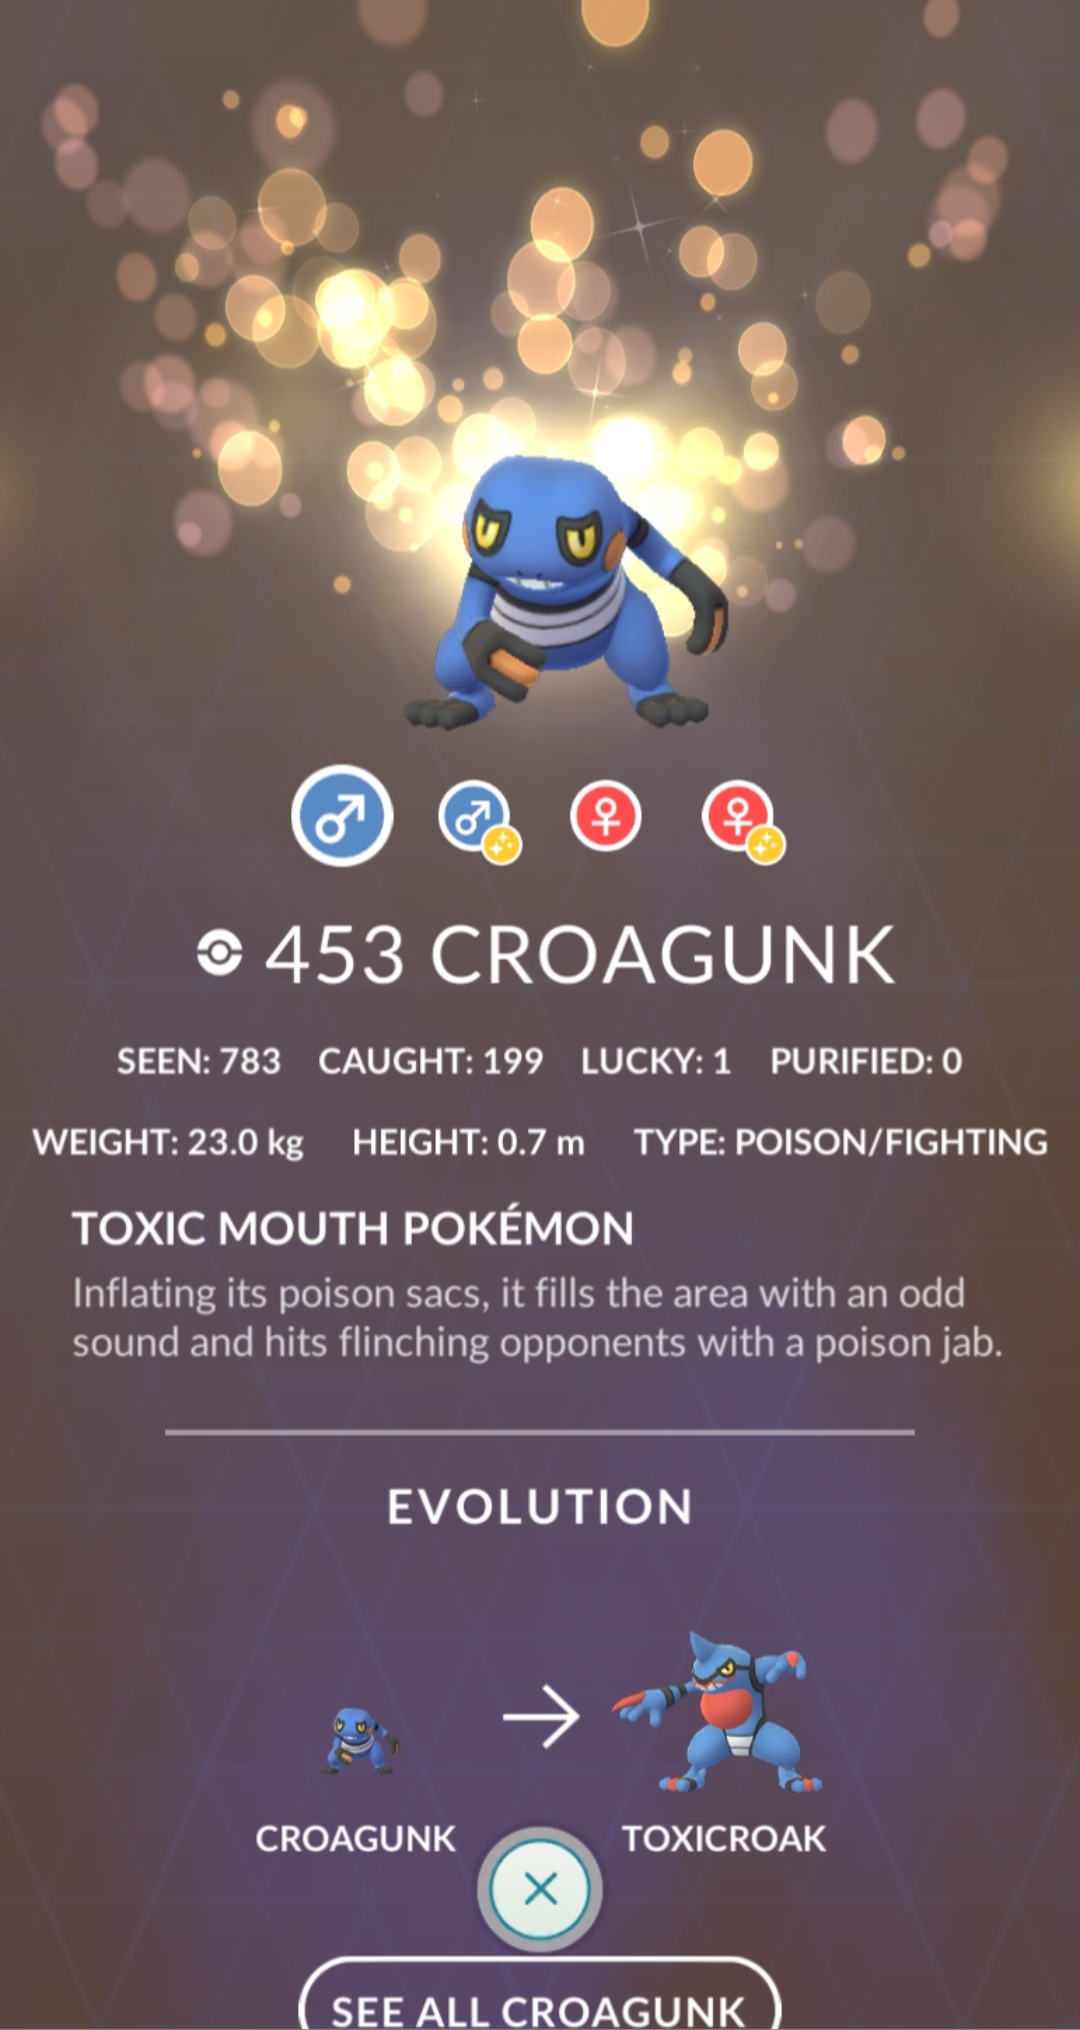 453 CROAGUNK
SEEN: 783 CAUGHT: 199 LUCKY: 1 PURIFIED: 0
WEIGHT: 23.0 kg HEIGHT: 0.7 m TYPE: POISON/FIGHTING
TOXIC MOUTH POKÉMON
Inflating its poison sacs, it fills the area with an odd
sound and hits flinching opponents with a poison jab.
EVOLUTION
CROAGUNK TOXICROAK
SEE ALL CROAGUNK